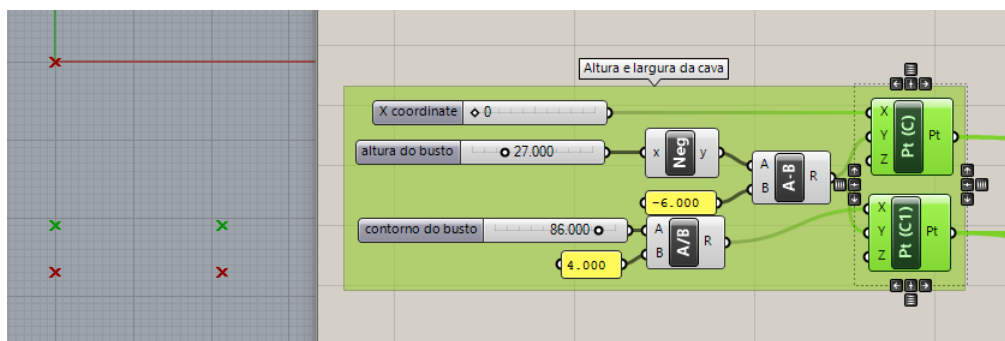 Altura e largura da cava
X coordinate 0
altura do busto 27.000
x Neg y
A B A-B R
-6.000
contorno do busto 86.000
A B A/B R
4.000
X Y Z Pt (C) Pt
X Y Z Pt (C1) Pt